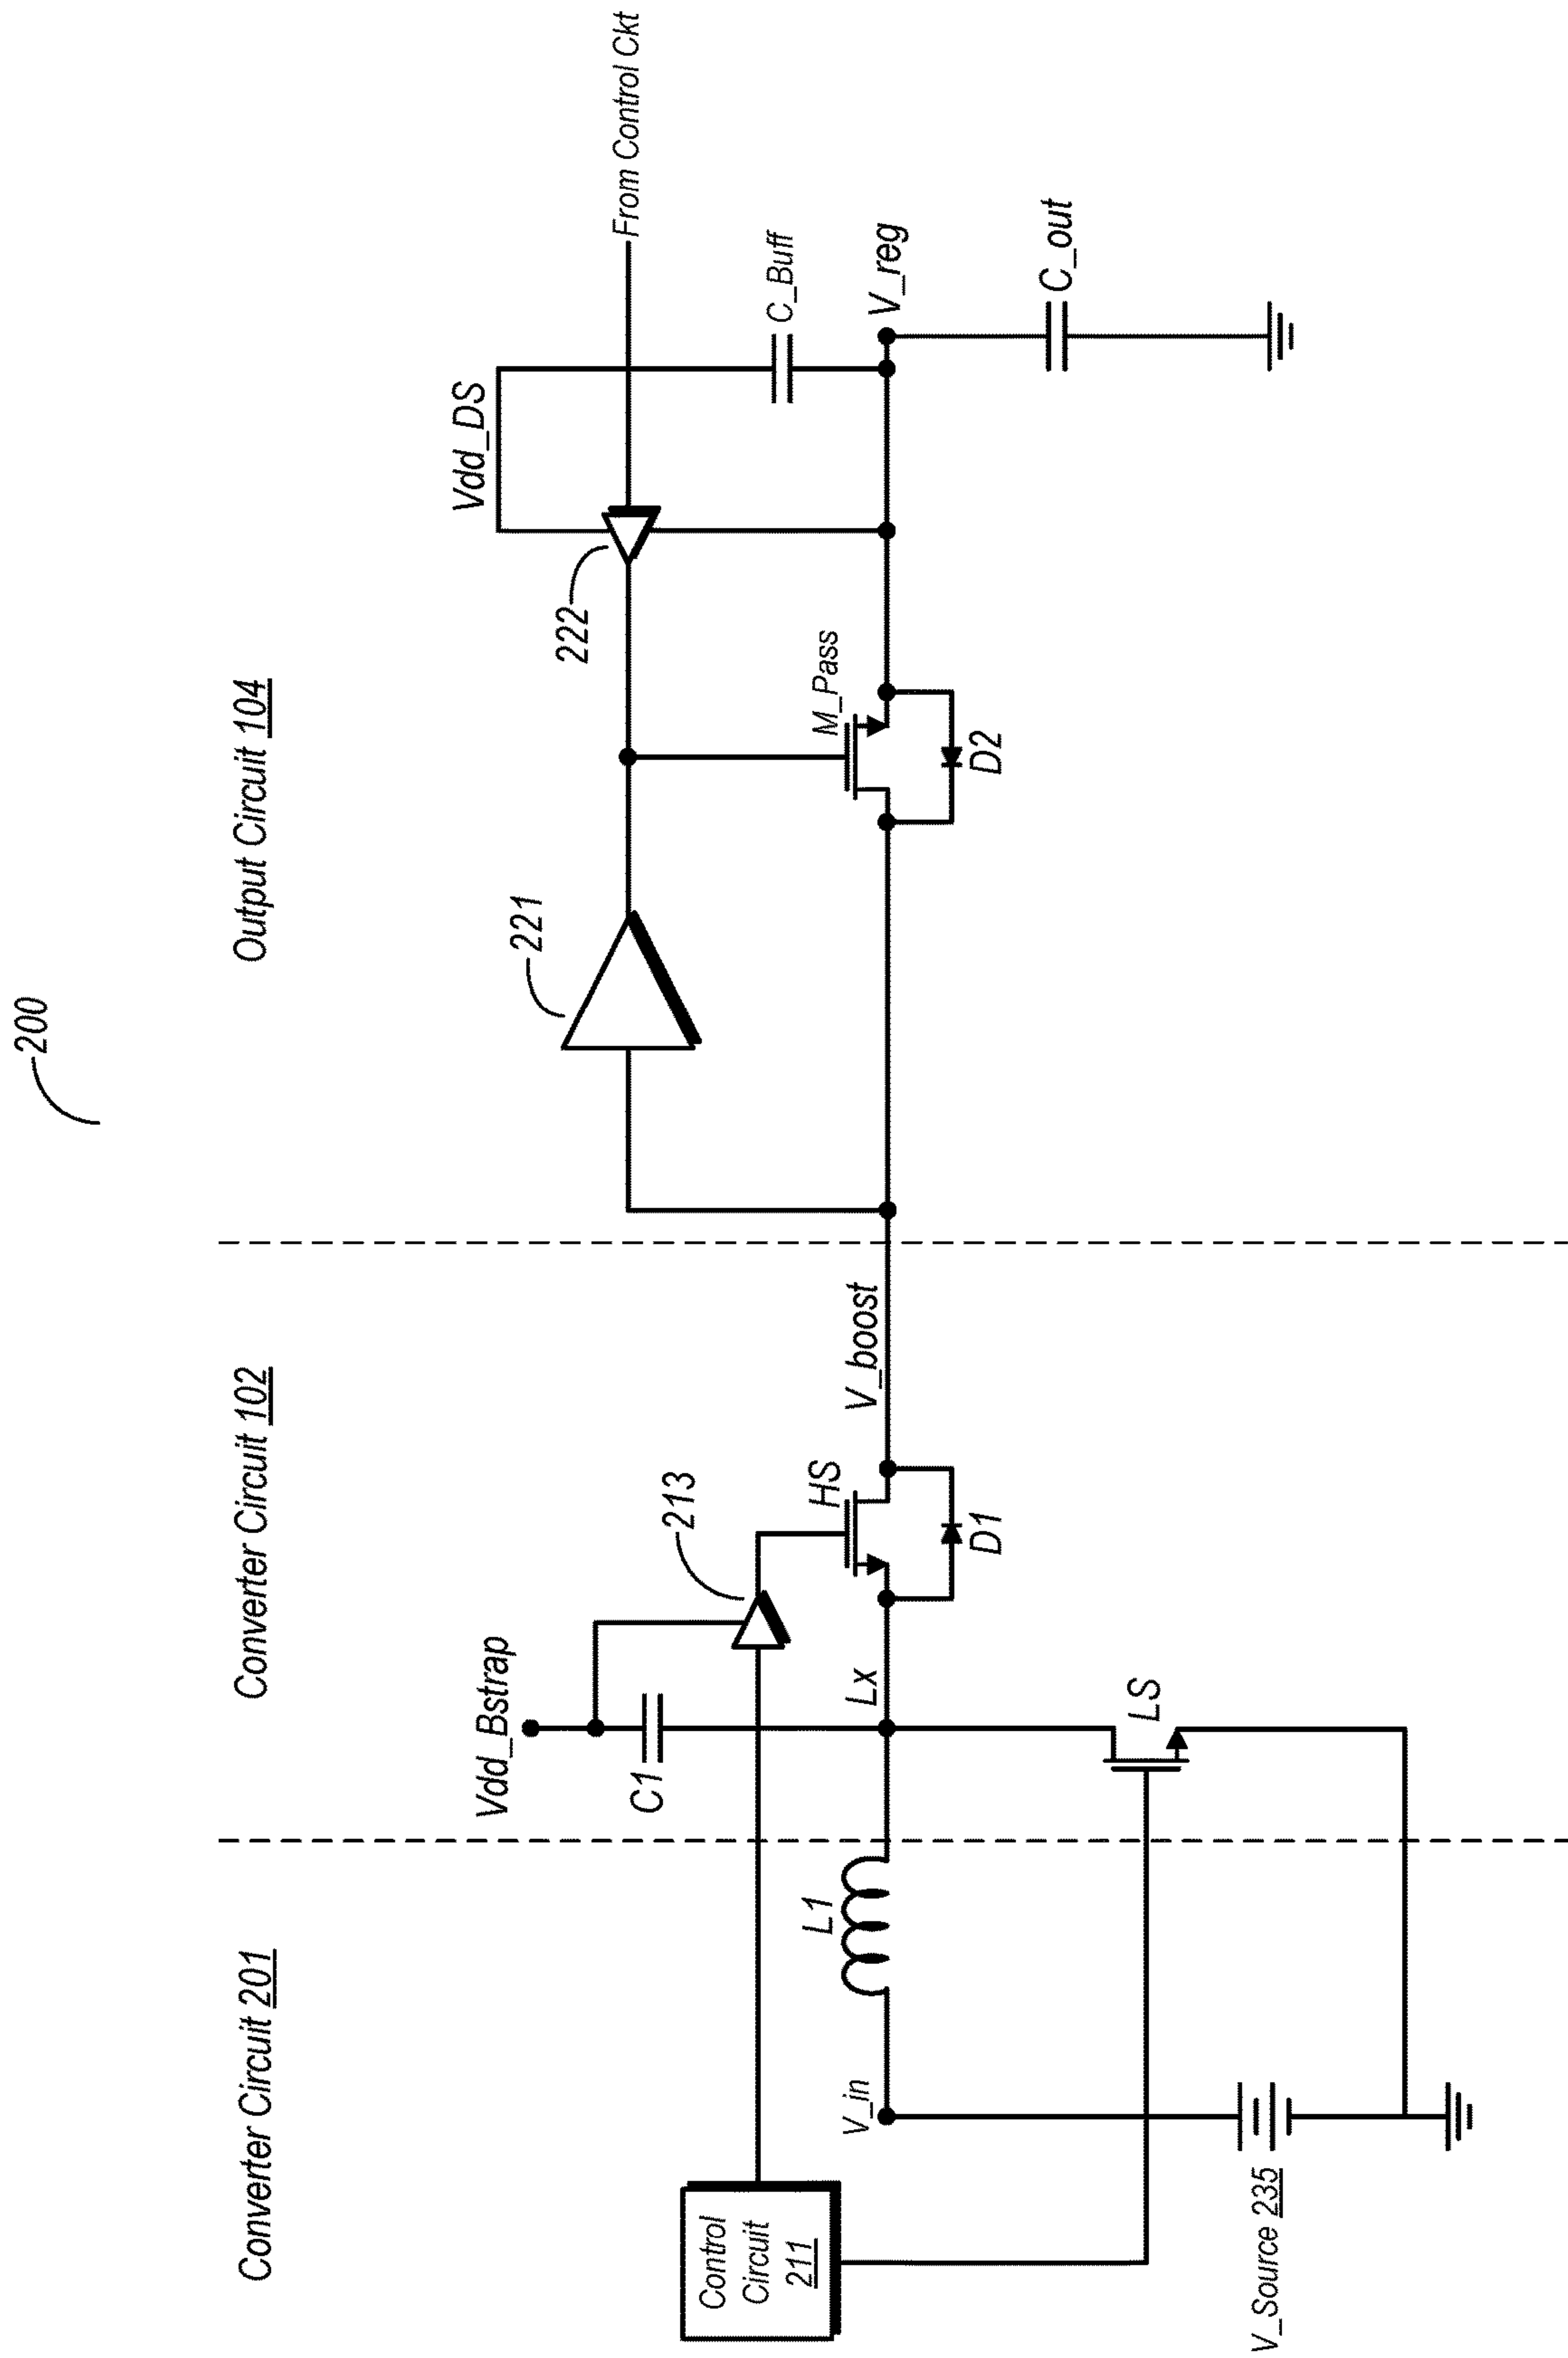 200
Converter Circuit 201
Converter Circuit 102
Output Circuit 104
Vdd_Bstrap
Vdd_DS
221
222
From Control Ckt
213
C1
C_Buff
Control
Circuit
211
V_in
L1
Lx
HS
V_boost
M_Pass
V_reg
D1
D2
C_out
LS
V_Source 235